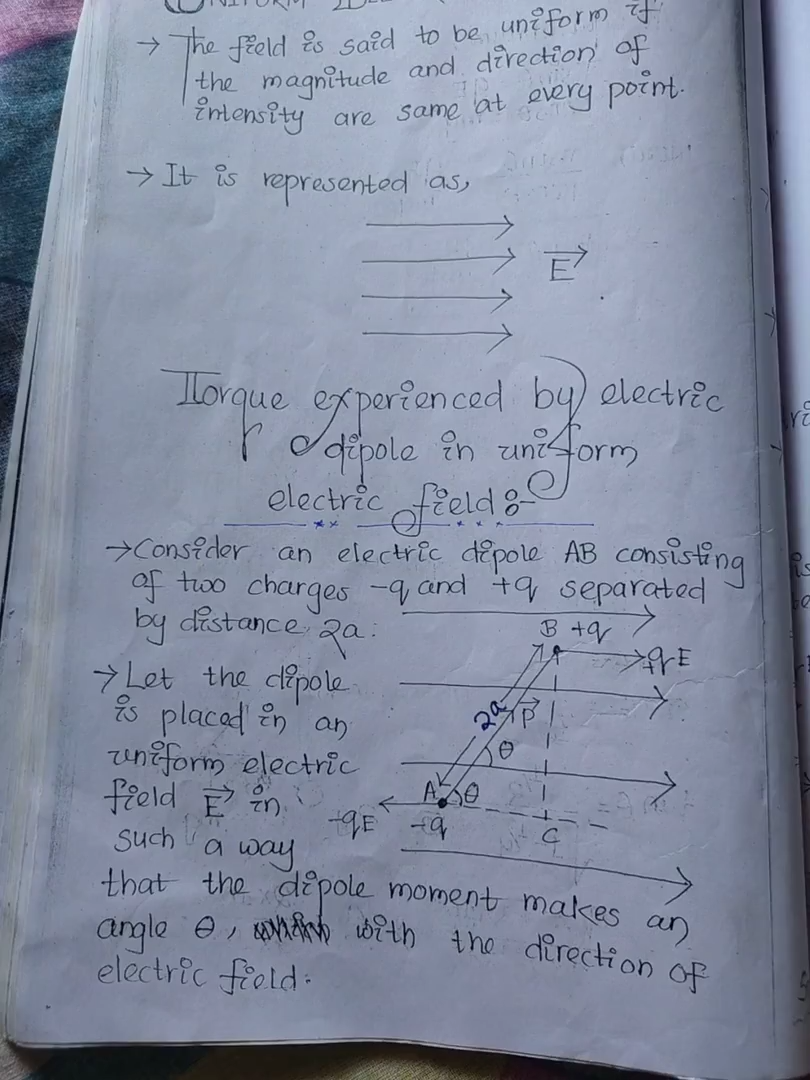 UNIFORM
→ The field is said to be uniform if
the magnitude and direction of
intensity are same at every point.
→ It is represented as,
E
Torque experienced by electric
dipole in uniform
electric field :-
→ Consider an electric dipole AB consisting
of two charges -q and +q separated
by distance 2a.
B +q
+qE
→ Let the dipole
is placed in an
uniform electric
field E in
such a way
2a
P
θ
A θ
-qE -q C
that the dipole moment makes an
angle θ, with the direction of
electric field.